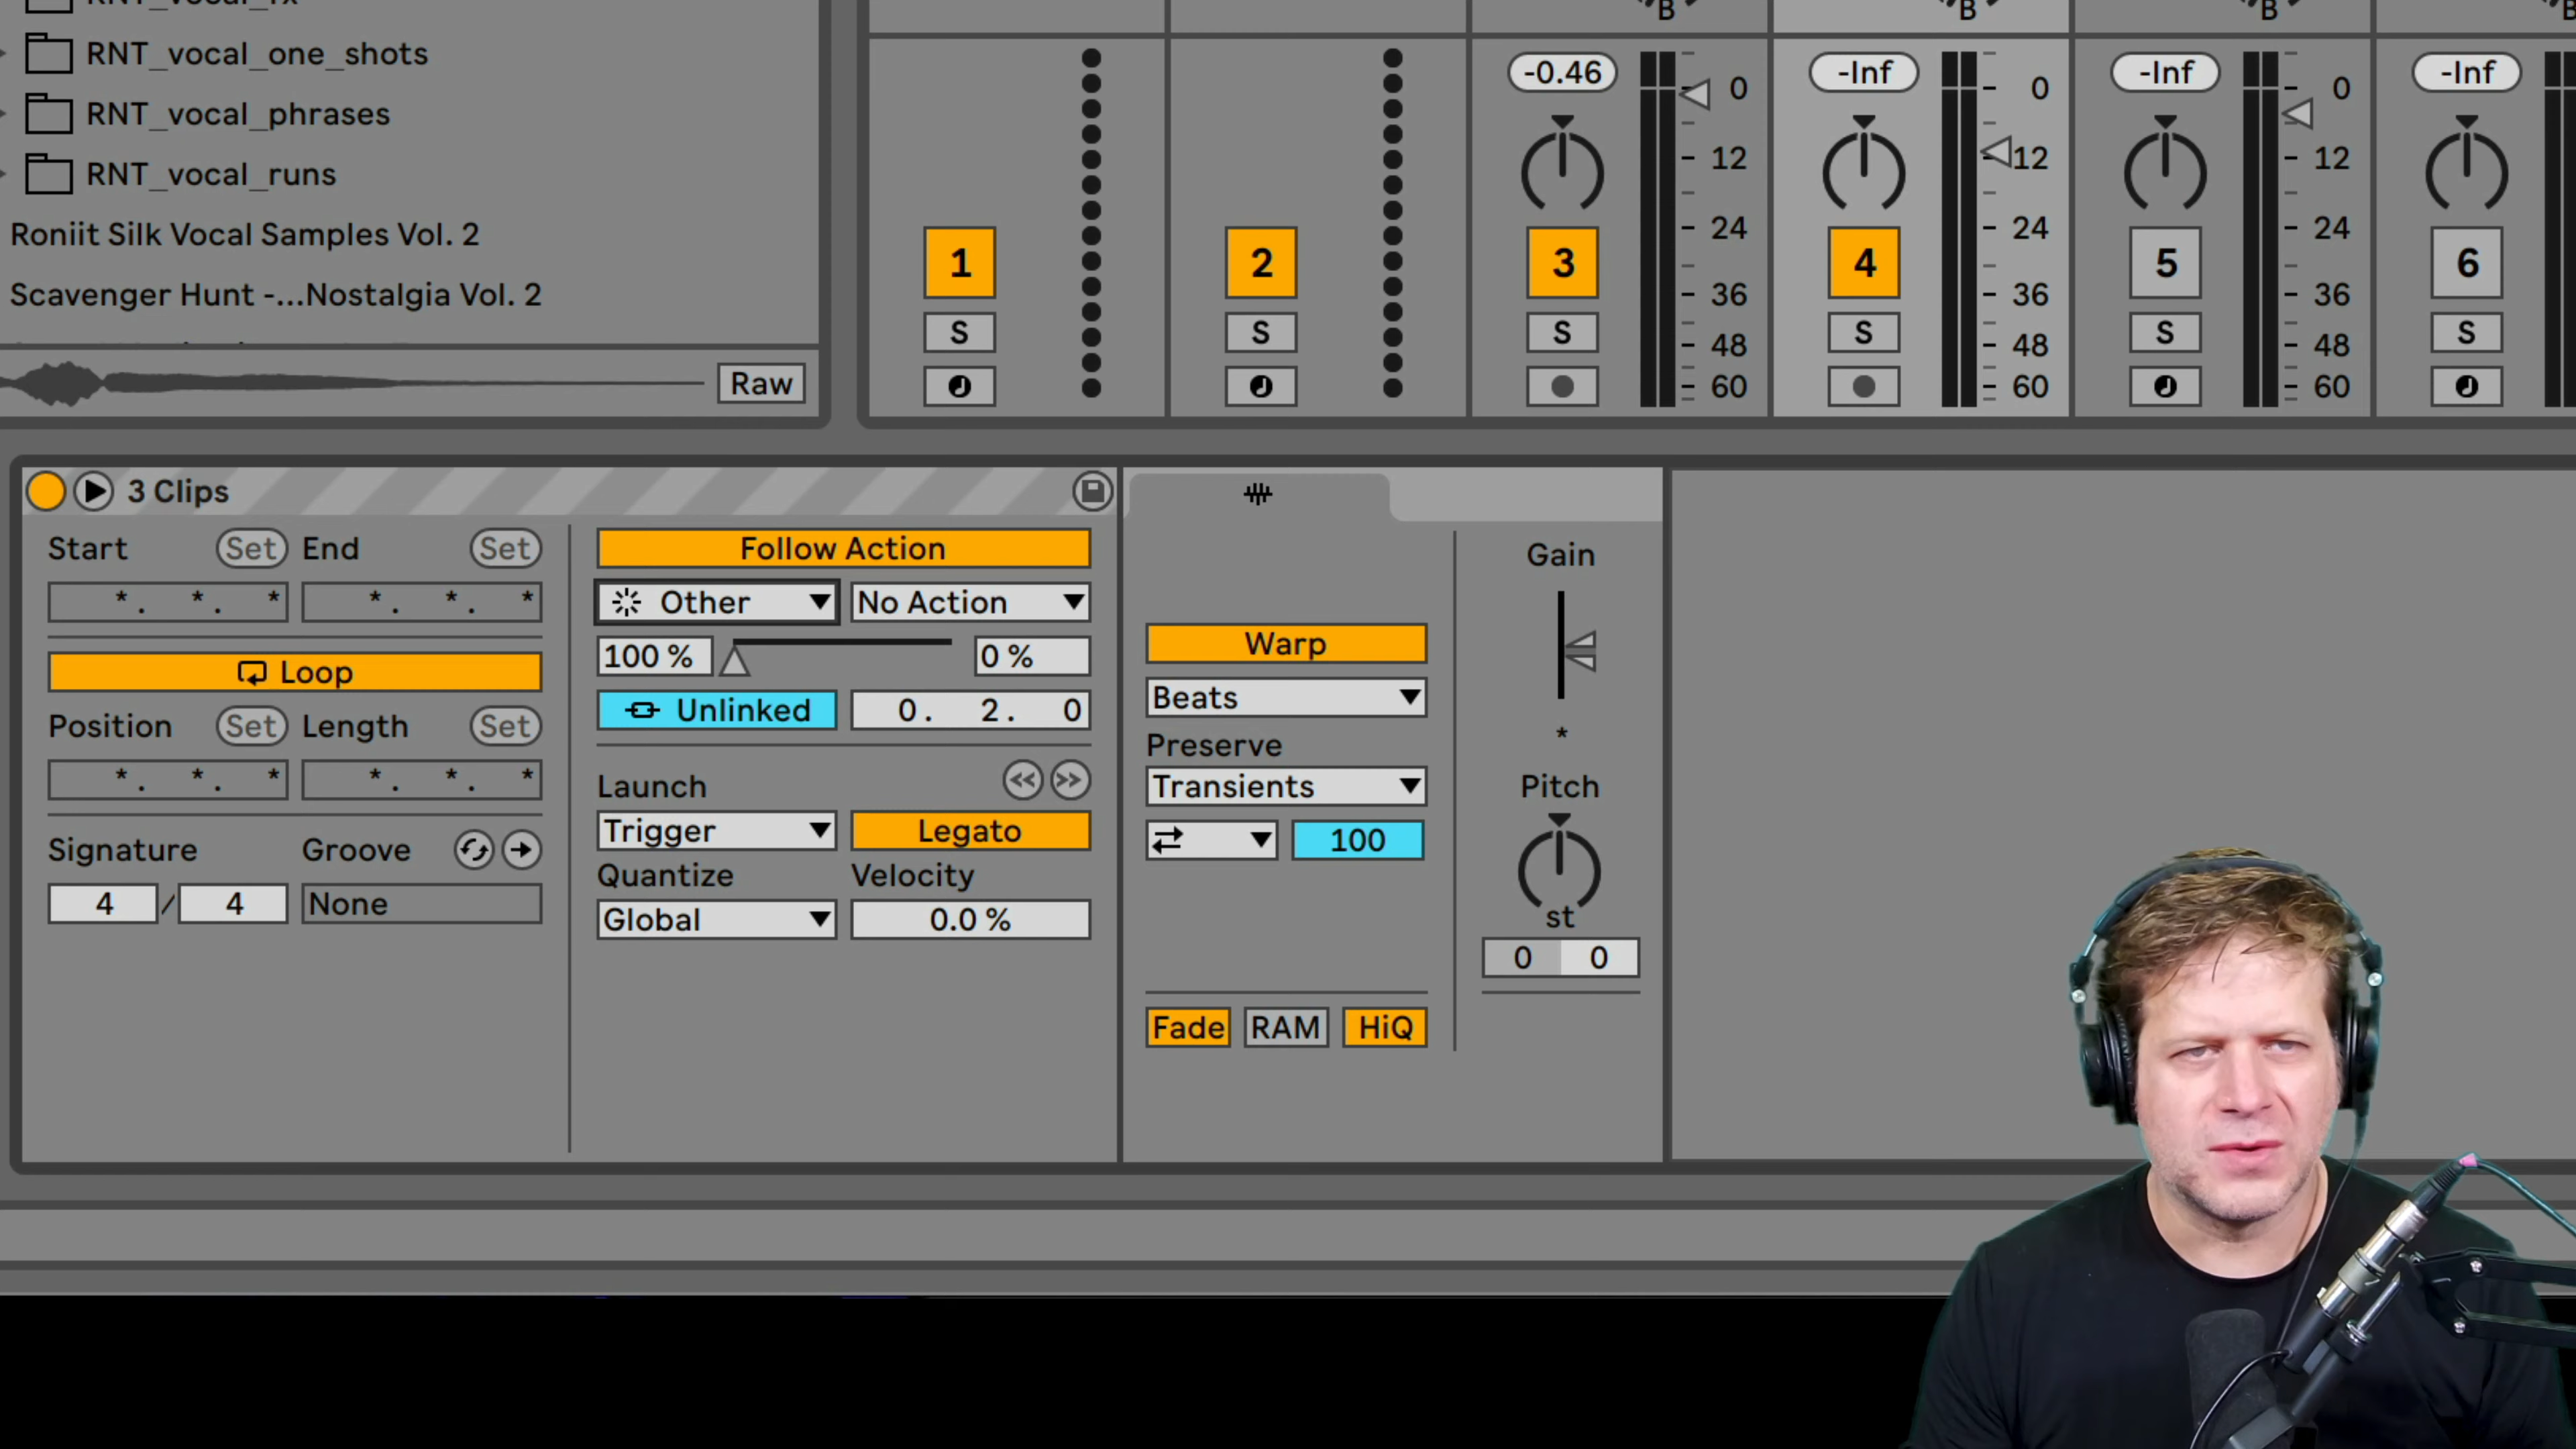 RNT_vocal_one_shots
RNT_vocal_phrases
RNT_vocal_runs
Roniit Silk Vocal Samples Vol. 2
Scavenger Hunt -...Nostalgia Vol. 2
Raw
B B B
-0.46 -Inf -Inf -Inf
0 0 0
12 12 12
24 24 24
1 2 3 4 5 6
36 36 36
S S S S S S
48 48 48
60 60 60
3 Clips
Start Set End Set
*. *. * *. *. *
Loop
Position Set Length Set
*. *. * *. *. *
Signature Groove
4 / 4 None
Follow Action
Other No Action
100 % 0 %
Unlinked 0. 2. 0
Launch
Trigger Legato
Quantize Velocity
Global 0.0 %
Warp
Beats
Preserve
Transients
100
Fade RAM HiQ
Gain
*
Pitch
st
0 0